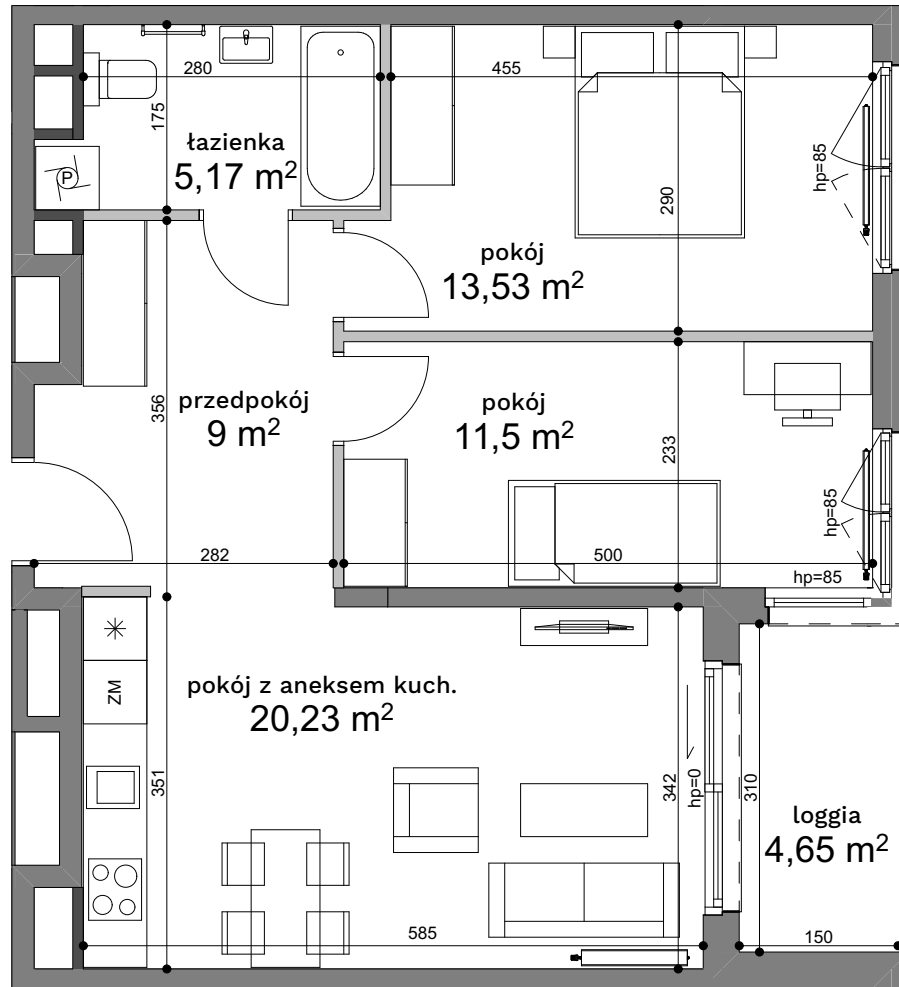 280
455
175
łazienka
5,17 m²
P
hp=85
290
pokój
13,53 m²
przedpokój
9 m²
356
pokój
11,5 m²
233
hp=85
282
500
hp=85
ZM
pokój z aneksem kuch.
20,23 m²
351
342
hp=0
310
loggia
4,65 m²
585
150